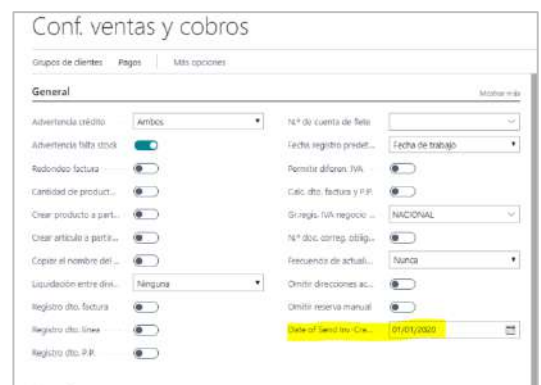 Conf. ventas y cobros
Grupos de clientes Pagos Más opciones
General Mostrar más
Advertencia crédito Ambos
Advertencia falta stock
Redondeo factura
Cantidad de product...
Crear producto a part...
Crear artículo a partir...
Copiar el nombre del ...
Liquidación entre divi... Ninguna
Registro dto. factura
Registro dto. línea
Registro dto. P.P.
N.º de cuenta de flete
Fecha registro predet... Fecha de trabajo
Permitir diferen. IVA
Calc. dto. factura y P.P.
Gr.regis. IVA negocio ... NACIONAL
N.º doc. correg. oblig...
Frecuencia de actuali... Nunca
Omitir direcciones ac...
Omitir reserva manual
Date of Send Inv.-Cre... 01/01/2020